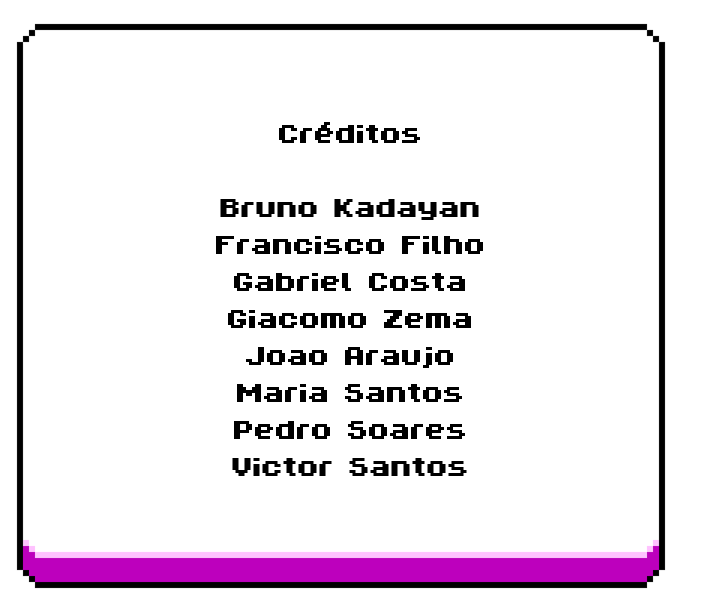 Créditos
Bruno Kadayan
Francisco Filho
Gabriel Costa
Giacomo Zema
Joao Araujo
Maria Santos
Pedro Soares
Victor Santos